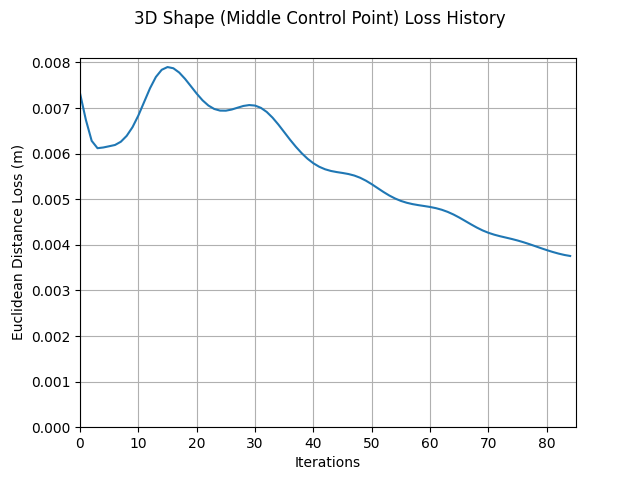 3D Shape (Middle Control Point) Loss History
0.008
0.007
0.006
0.005
0.004
0.003
0.002
0.001
0.000
Euclidean Distance Loss (m)
0 10 20 30 40 50 60 70 80
Iterations